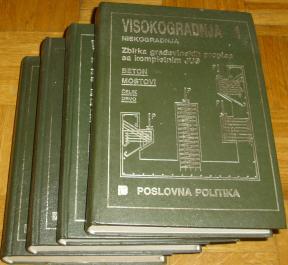 VISOKOGRADNJA 1
NISKOGRADNJA
Zbirka građevinskih propisa
sa kompletnim JUS
BETON
MOSTOVI
ČELIK
DRVO
POSLOVNA POLITIKA